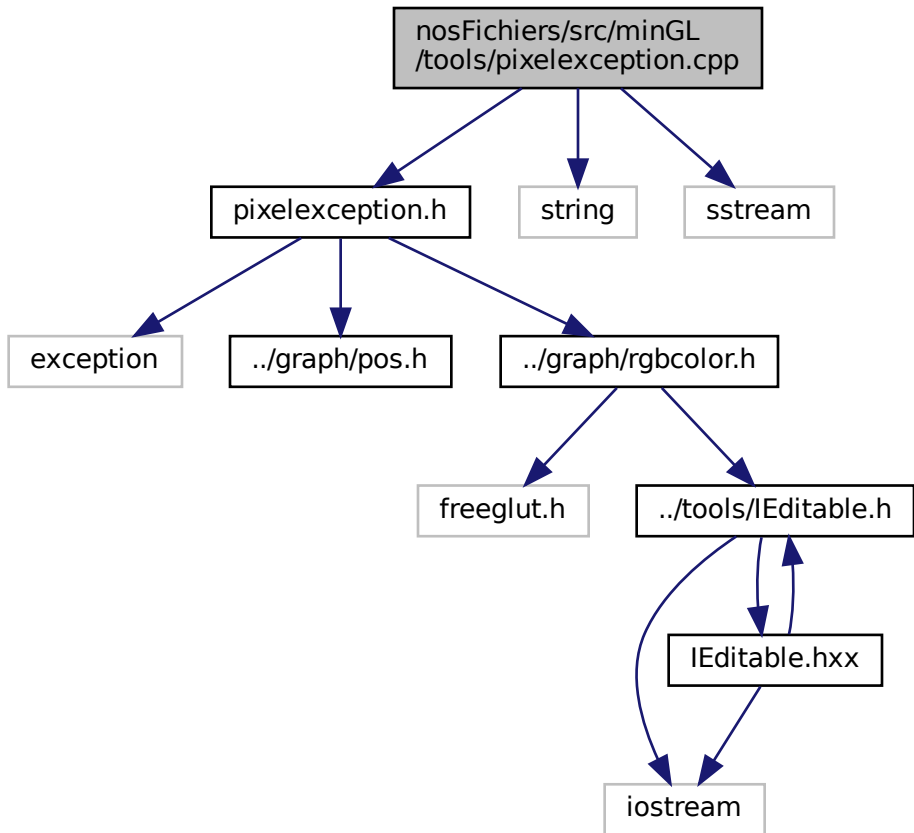 nosFichiers/src/minGL
/tools/pixelexception.cpp
pixelexception.h
string
sstream
exception
../graph/pos.h
../graph/rgbcolor.h
freeglut.h
../tools/IEditable.h
IEditable.hxx
iostream